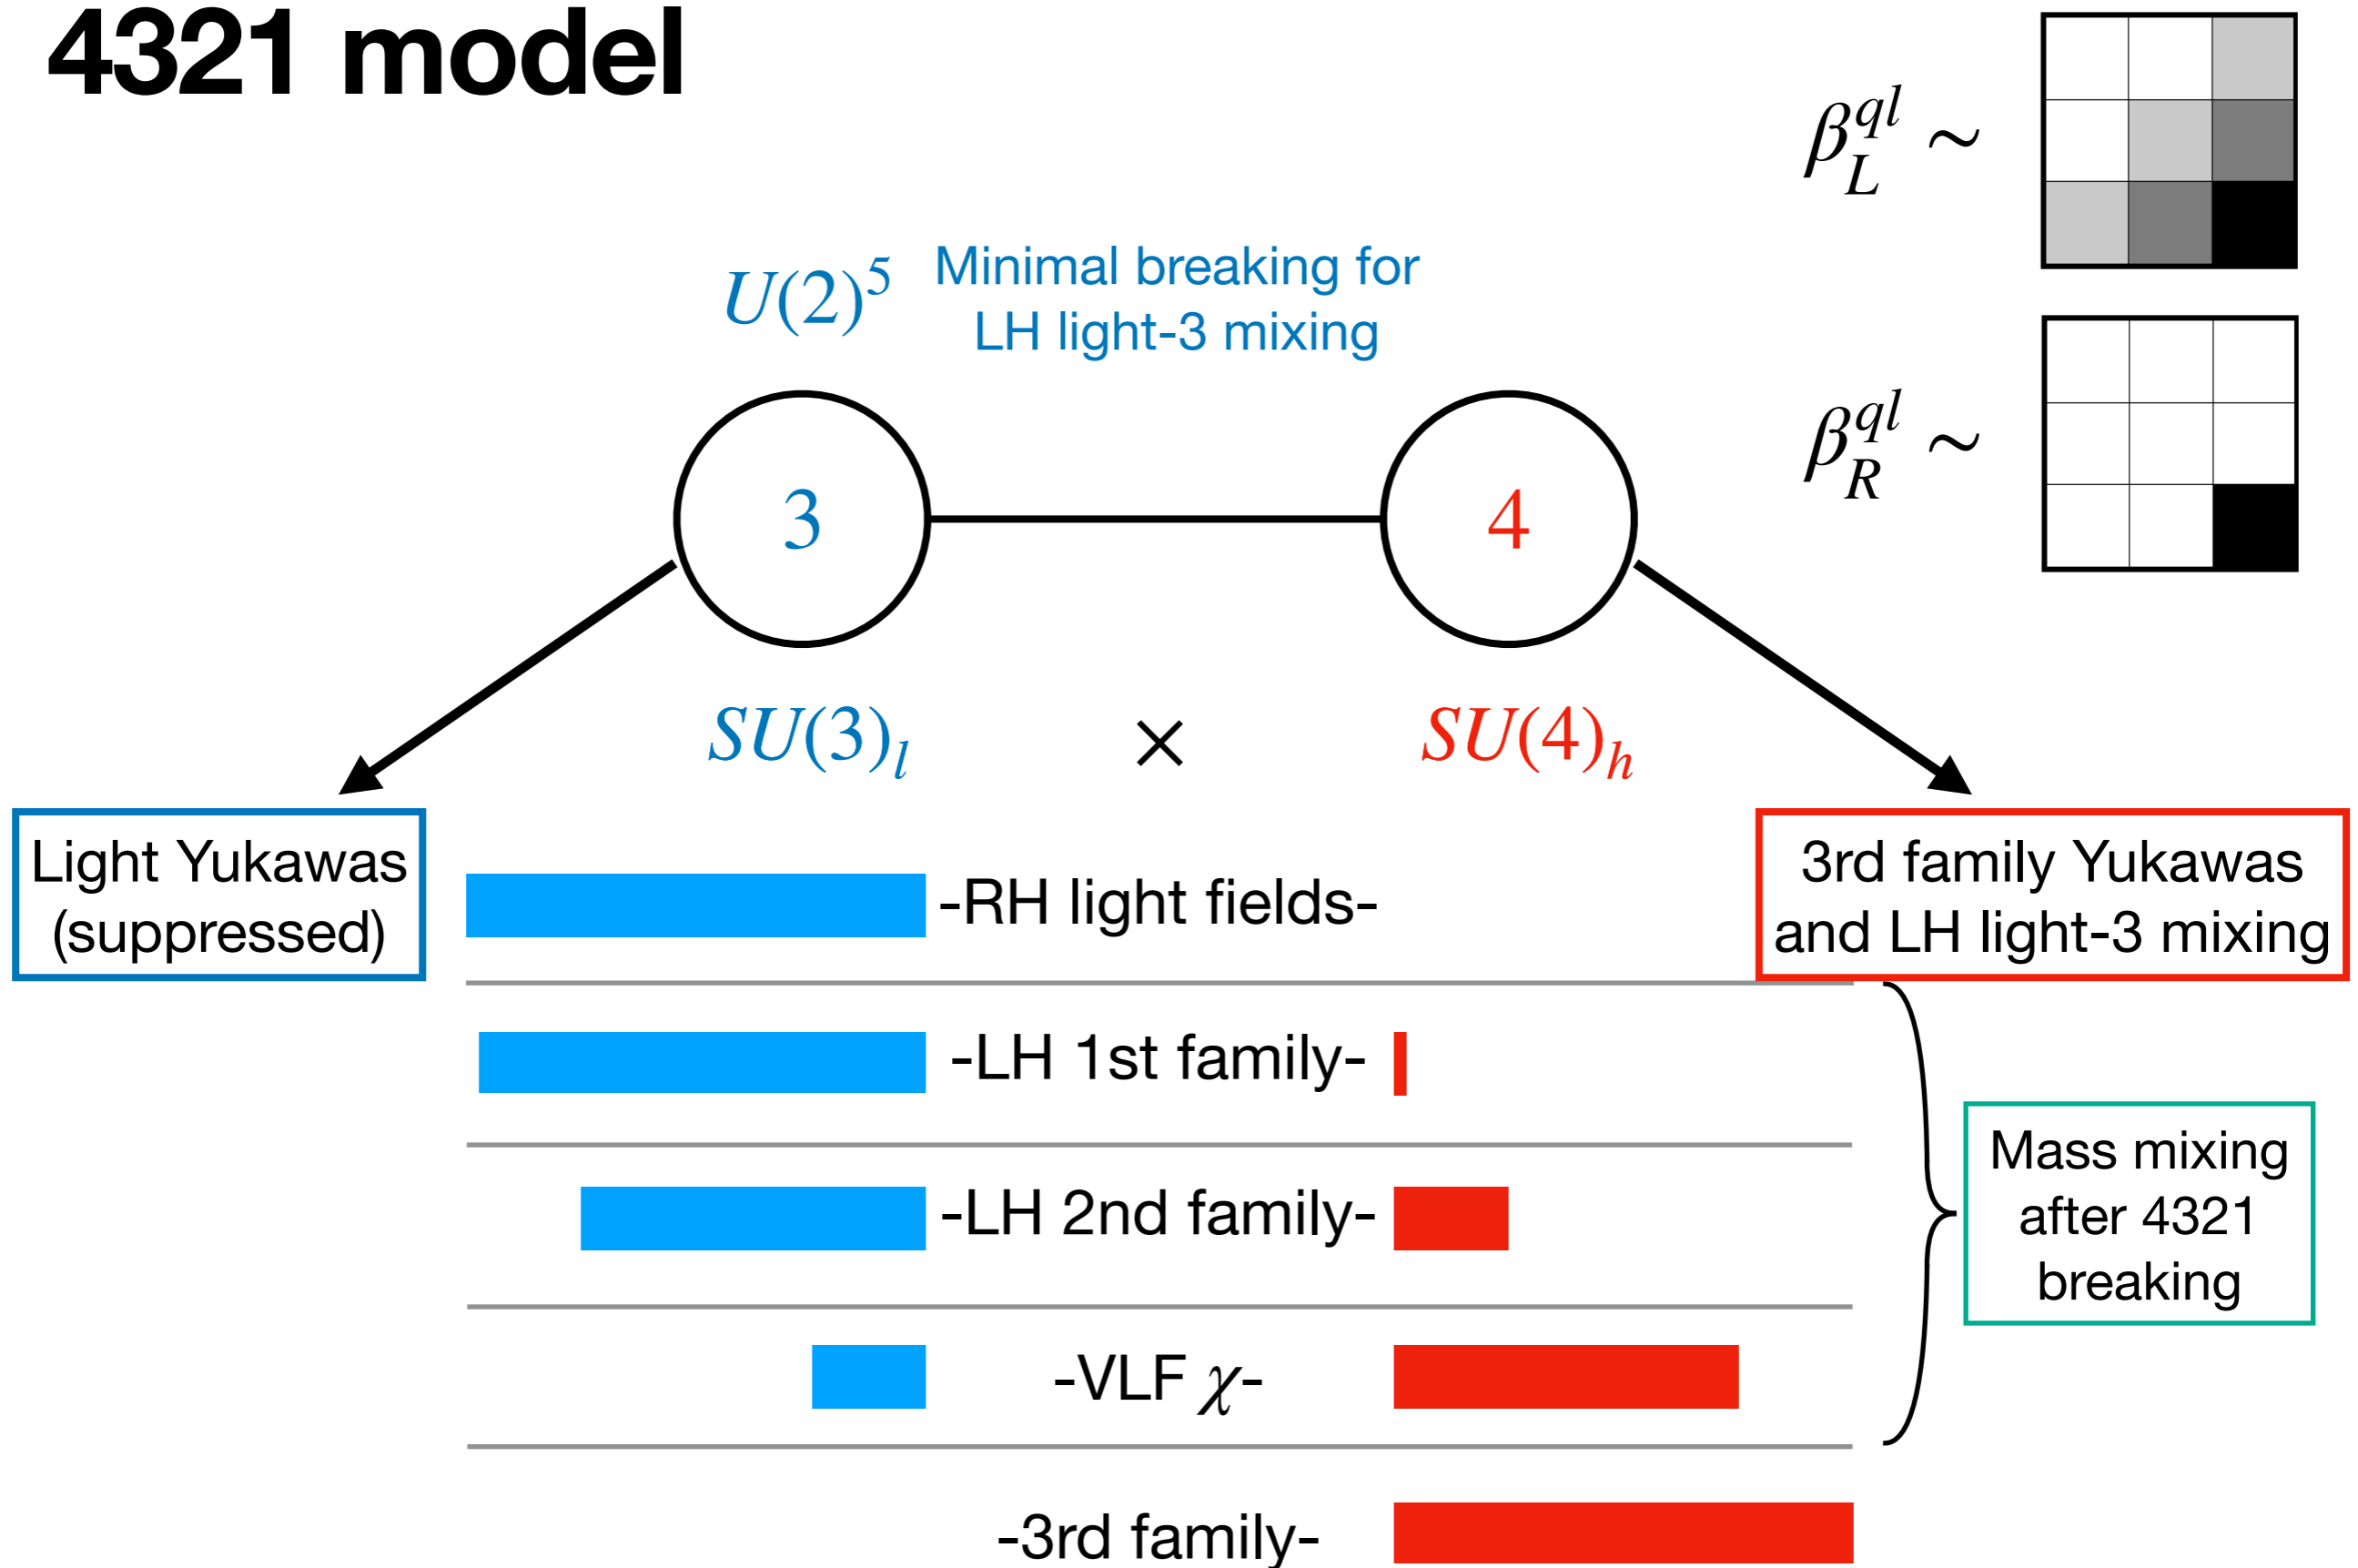 4321 model
β_L^{ql} ~
U(2)^5 Minimal breaking for
LH light-3 mixing
β_R^{ql} ~
3
4
SU(3)_l × SU(4)_h
Light Yukawas
(suppressed)
3rd family Yukawas
and LH light-3 mixing
-RH light fields-
-LH 1st family-
-LH 2nd family-
-VLF χ-
-3rd family-
Mass mixing
after 4321
breaking